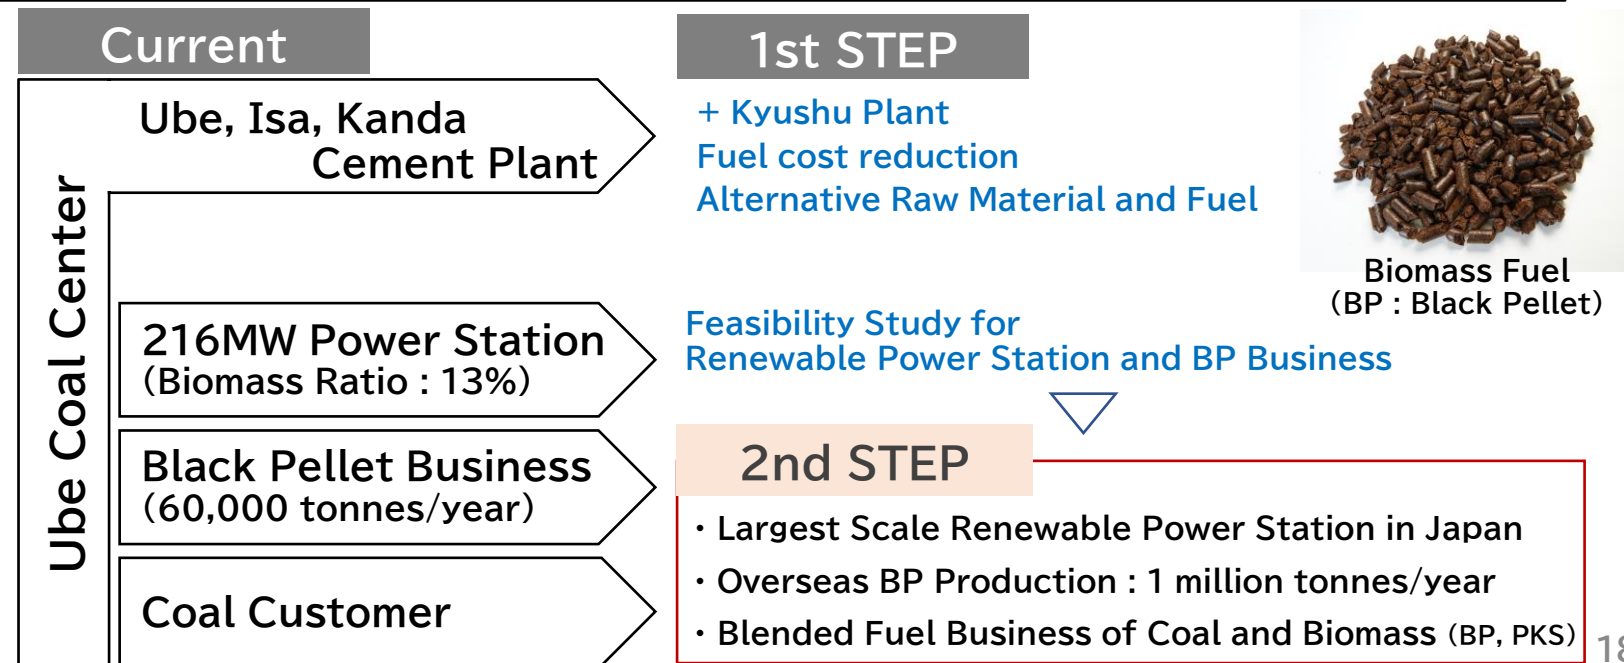 Current
Ube Coal Center
Ube, Isa, Kanda
Cement Plant
216MW Power Station
(Biomass Ratio : 13%)
Black Pellet Business
(60,000 tonnes/year)
Coal Customer
1st STEP
+ Kyushu Plant
Fuel cost reduction
Alternative Raw Material and Fuel
Biomass Fuel
(BP : Black Pellet)
Feasibility Study for
Renewable Power Station and BP Business
2nd STEP
・Largest Scale Renewable Power Station in Japan
・Overseas BP Production : 1 million tonnes/year
・Blended Fuel Business of Coal and Biomass (BP, PKS)